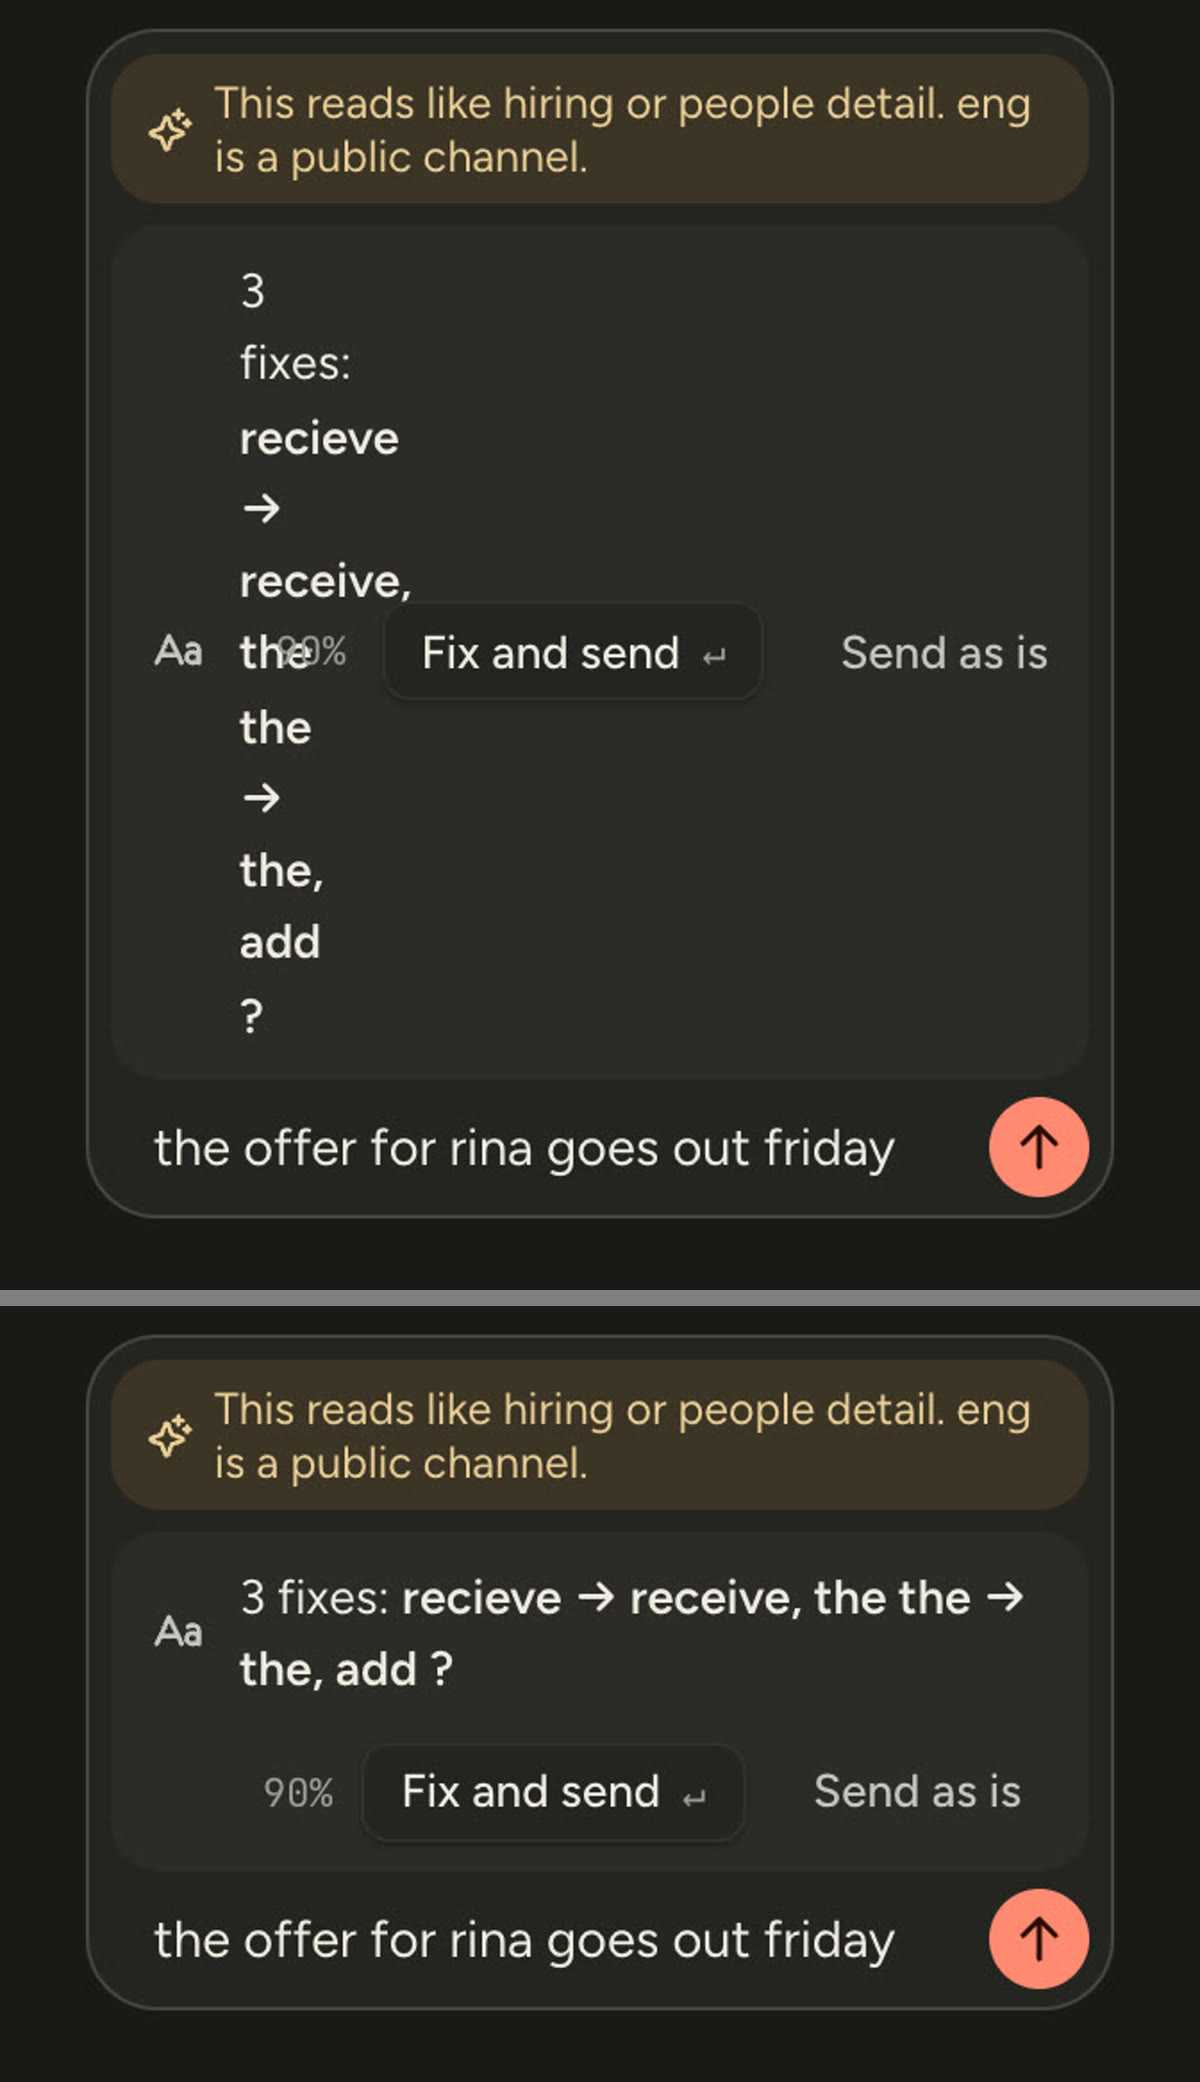 This reads like hiring or people detail. eng
is a public channel.
3
fixes:
recieve
→
receive,
Aa the 90% Fix and send ↵ Send as is
the
→
the,
add
?
the offer for rina goes out friday
This reads like hiring or people detail. eng
is a public channel.
Aa
3 fixes: recieve → receive, the the →
the, add ?
90% Fix and send ↵ Send as is
the offer for rina goes out friday